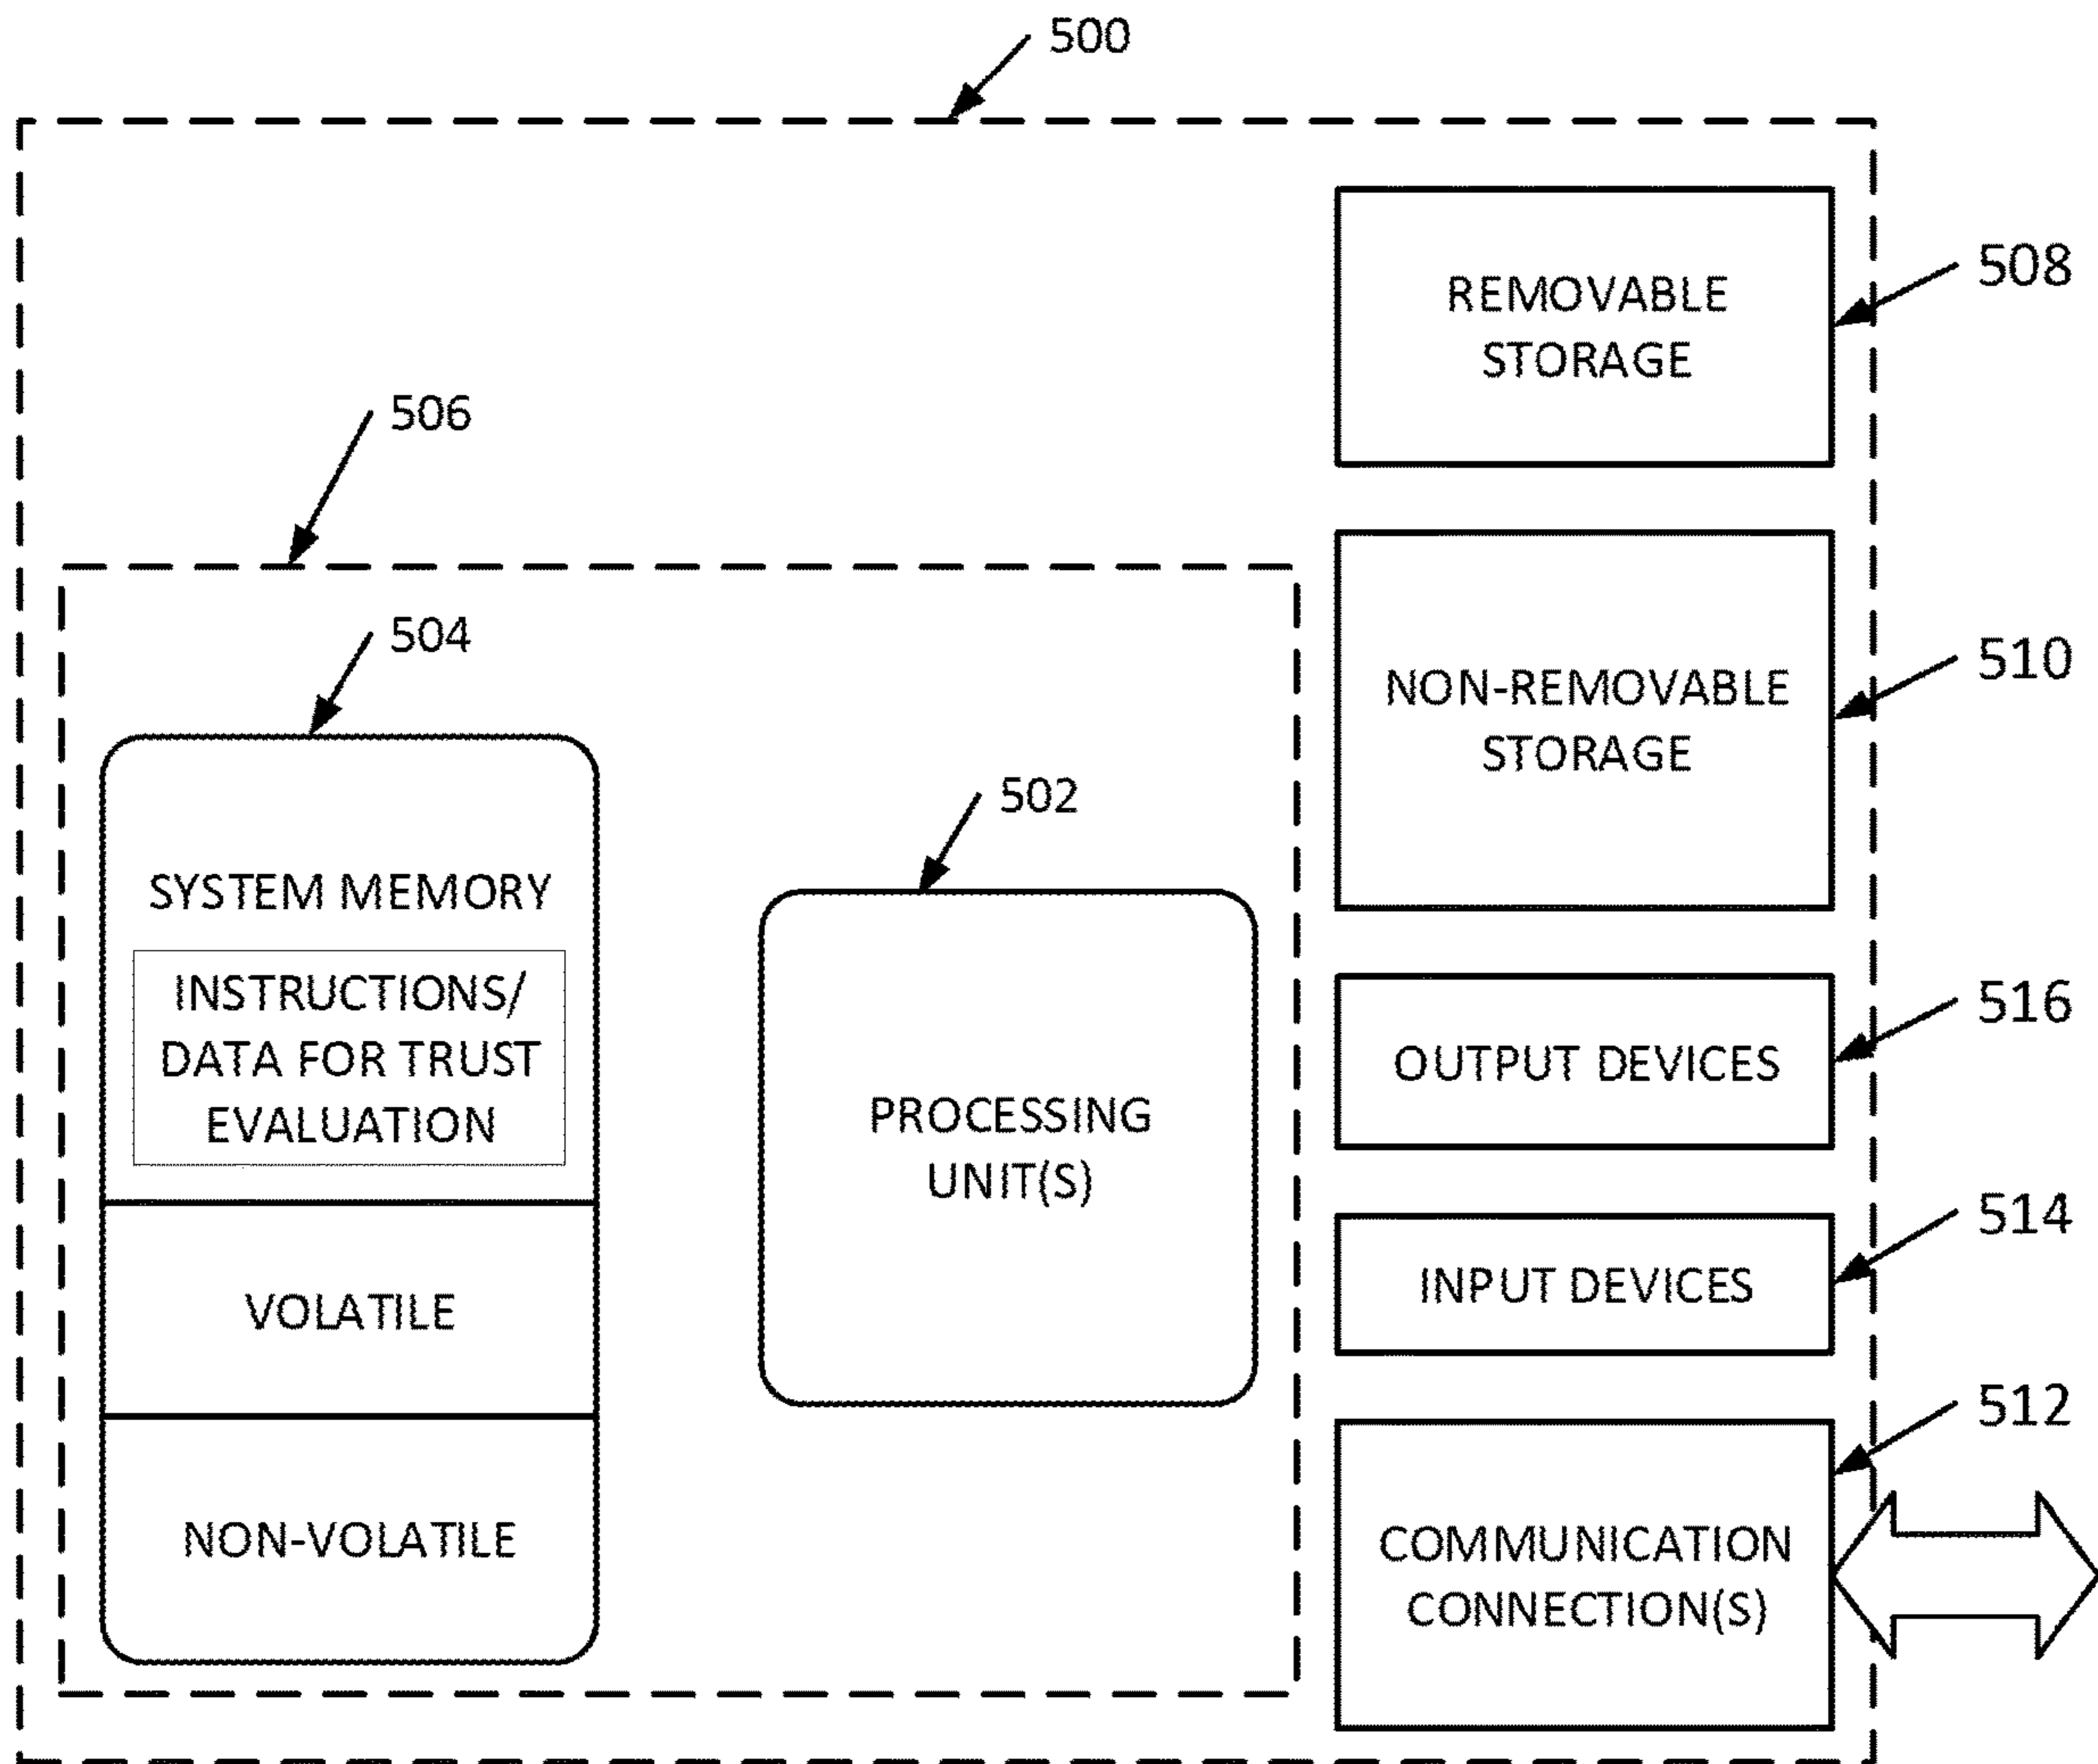 500
REMOVABLE
STORAGE
508
506
NON-REMOVABLE
STORAGE
510
504
SYSTEM MEMORY
INSTRUCTIONS/
DATA FOR TRUST
EVALUATION
VOLATILE
NON-VOLATILE
502
PROCESSING
UNIT(S)
OUTPUT DEVICES
516
INPUT DEVICES
514
COMMUNICATION
CONNECTION(S)
512